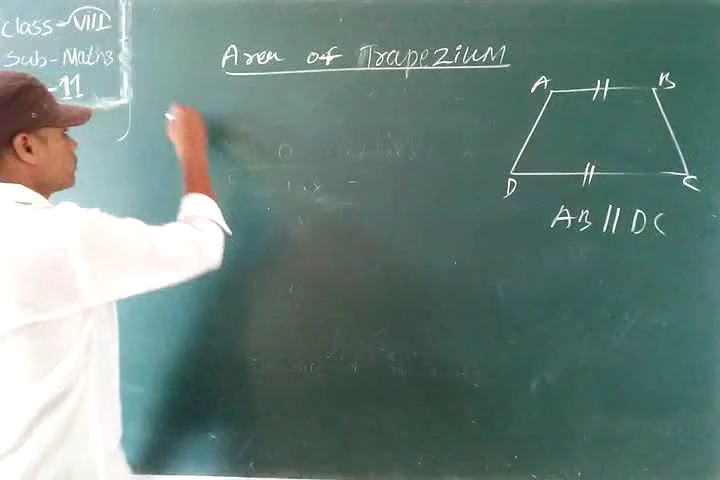 Class-VIII
Sub-Maths
-11
Area of Trapezium
A B
D C
AB || DC